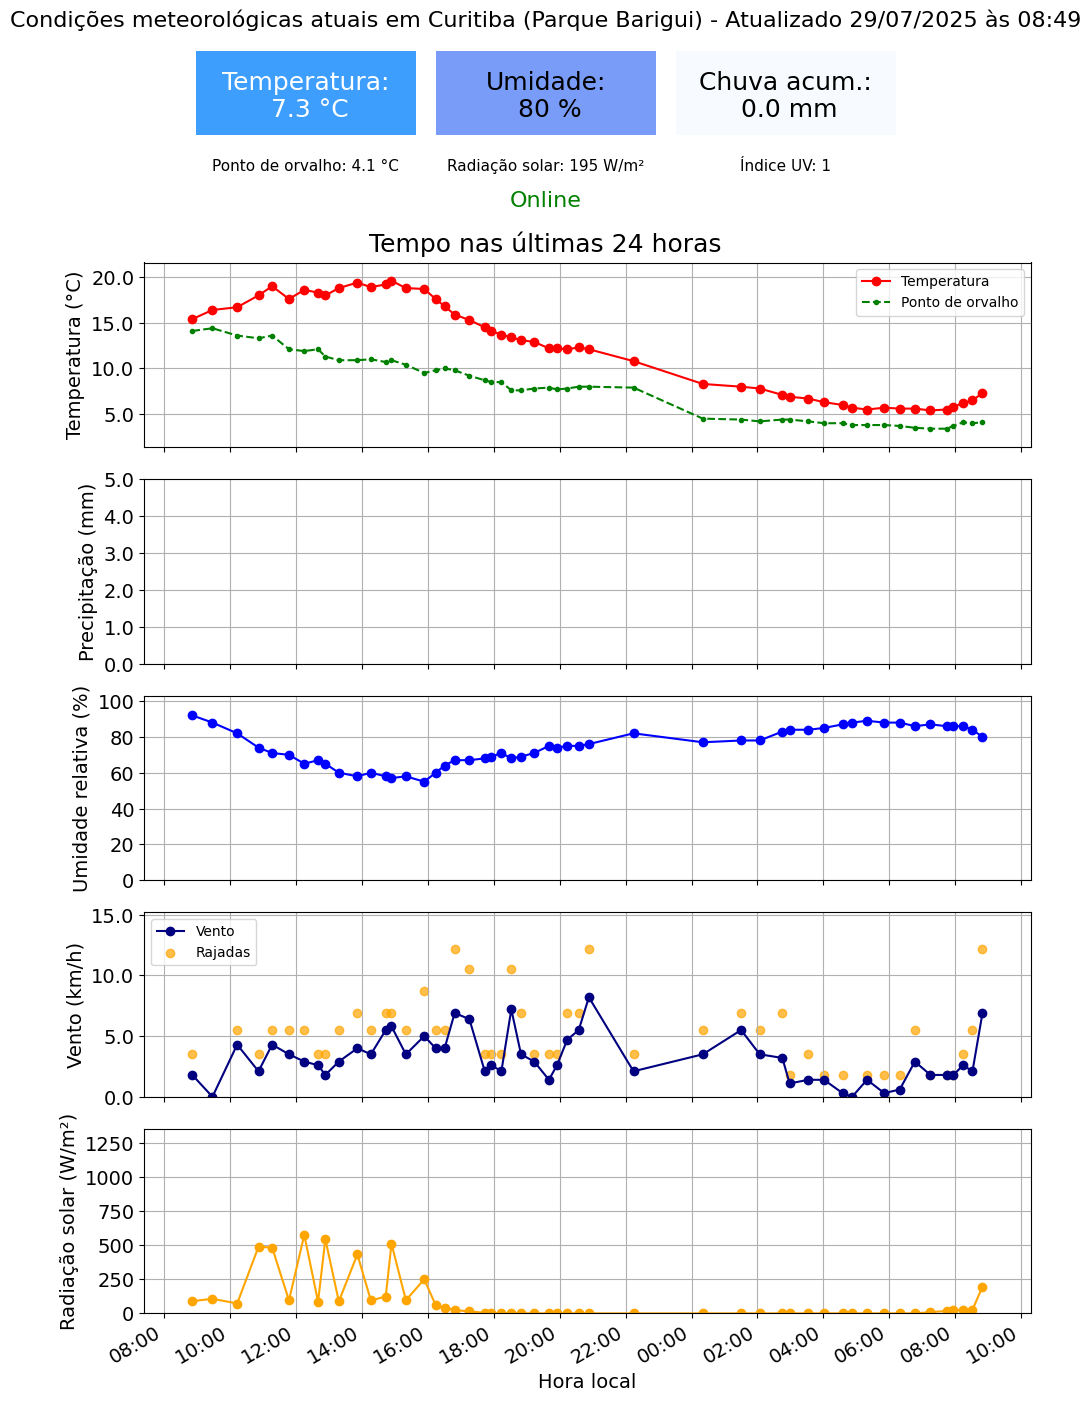 Condições meteorológicas atuais em Curitiba (Parque Barigui) - Atualizado 29/07/2025 às 08:49
Temperatura:
7.3 °C
Umidade:
80 %
Chuva acum.:
0.0 mm
Ponto de orvalho: 4.1 °C
Radiação solar: 195 W/m²
Índice UV: 1
Online
Tempo nas últimas 24 horas
Temperatura (°C)
20.0
15.0
10.0
5.0
Temperatura
Ponto de orvalho
Precipitação (mm)
5.0
4.0
3.0
2.0
1.0
0.0
Umidade relativa (%)
100
80
60
40
20
0
Vento (km/h)
15.0
10.0
5.0
0.0
Vento
Rajadas
Radiação solar (W/m²)
1250
1000
750
500
250
0
08:00
10:00
12:00
14:00
16:00
18:00
20:00
22:00
00:00
02:00
04:00
06:00
08:00
10:00
Hora local